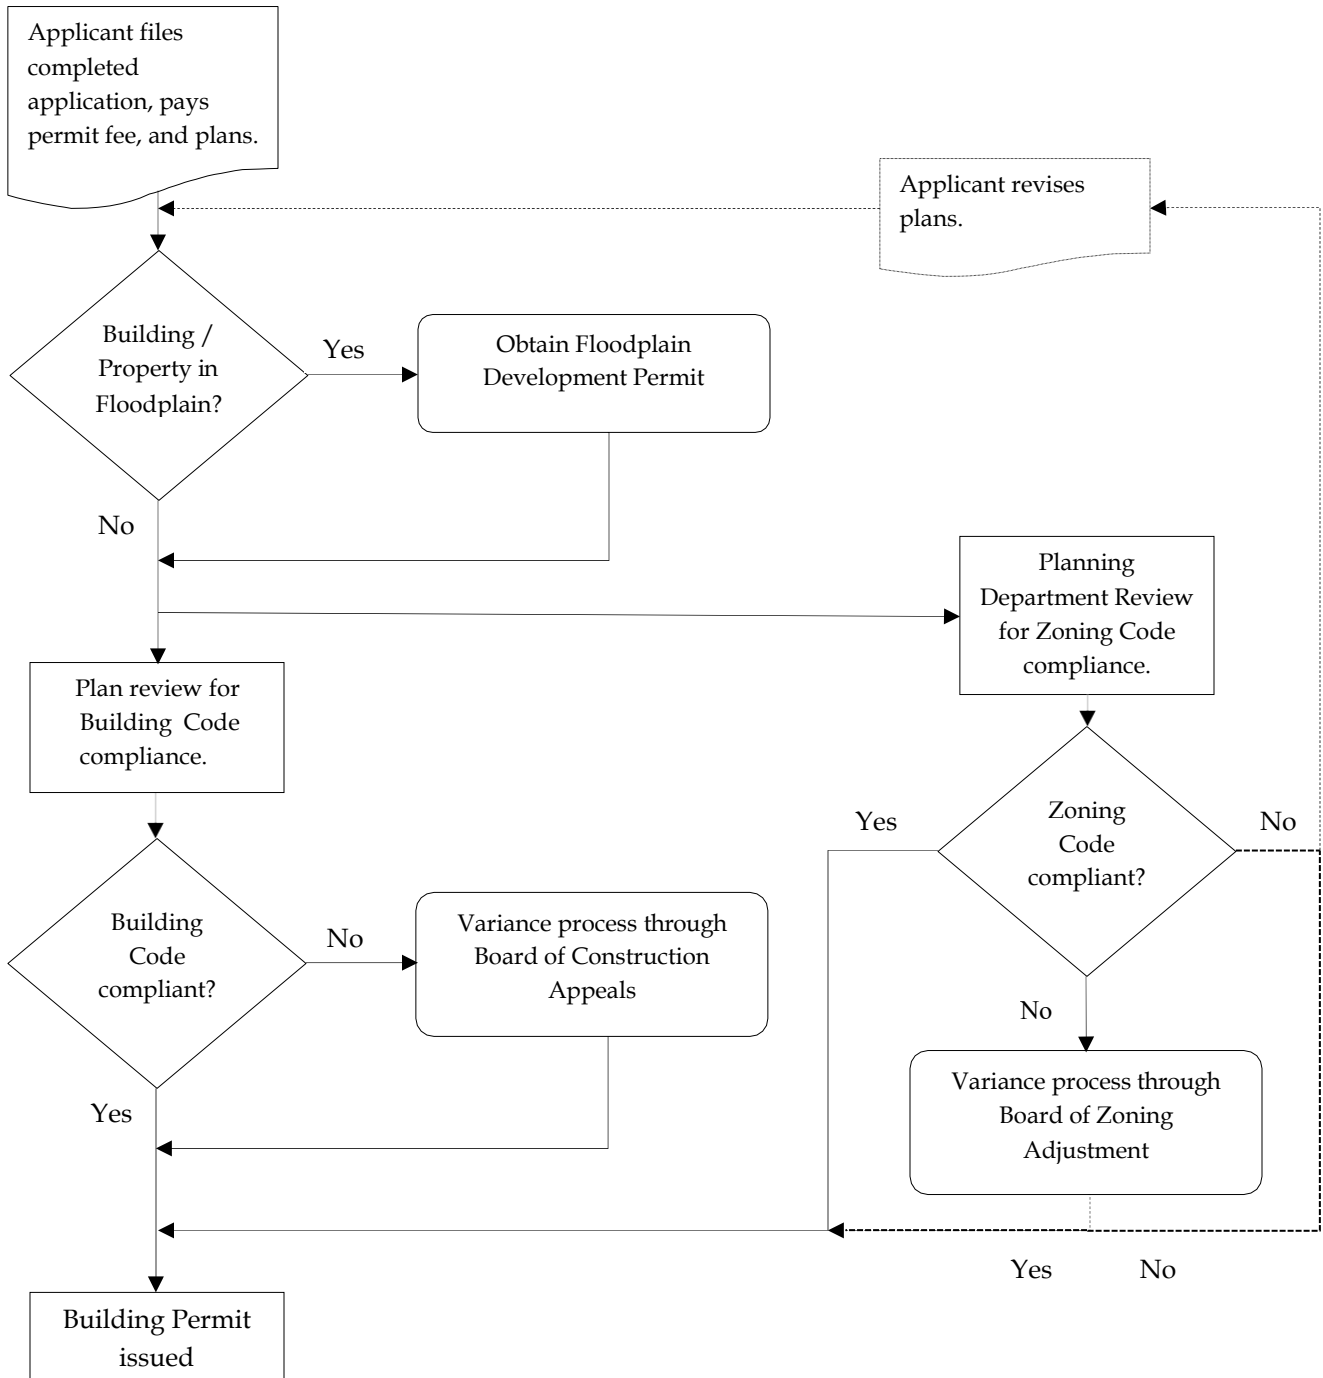 Applicant files
completed
application, pays
permit fee, and plans.
Applicant revises
plans.
Building /
Property in
Floodplain?
Yes
Obtain Floodplain
Development Permit
No
Planning
Department Review
for Zoning Code
compliance.
Plan review for
Building Code
compliance.
Yes
Zoning
Code
compliant?
No
Building
Code
compliant?
No
Variance process through
Board of Construction
Appeals
No
Variance process through
Board of Zoning
Adjustment
Yes
Yes
No
Building Permit
issued